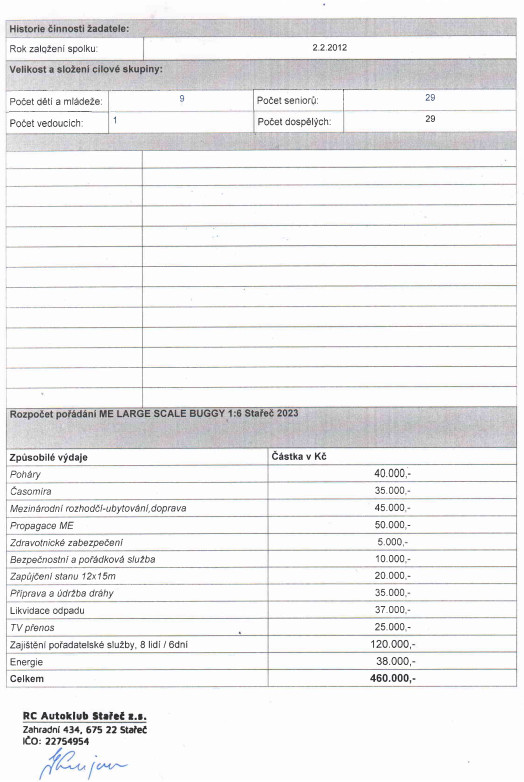 Historie činnosti žadatele:
Rok založení spolku: 2.2.2012
Velikost a složení cílové skupiny:
Počet dětí a mládeže: 9 Počet seniorů: 29
Počet vedoucích: 1 Počet dospělých: 29
Rozpočet pořádání ME LARGE SCALE BUGGY 1:6 Stařeč 2023
Způsobilé výdaje Částka v Kč
Poháry 40.000,-
Časomíra 35.000,-
Mezinárodní rozhodčí-ubytování,doprava 45.000,-
Propagace ME 50.000,-
Zdravotnické zabezpečení 5.000,-
Bezpečnostní a pořádková služba 10.000,-
Zapůjčení stanu 12x15m 20.000,-
Příprava a údržba dráhy 35.000,-
Likvidace odpadu 37.000,-
TV přenos 25.000,-
Zajištění pořadatelské služby, 8 lidí / 6dní 120.000,-
Energie 38.000,-
Celkem 460.000,-
RC Autoklub Stařeč z.s.
Zahradní 434, 675 22 Stařeč
IČO: 22754954